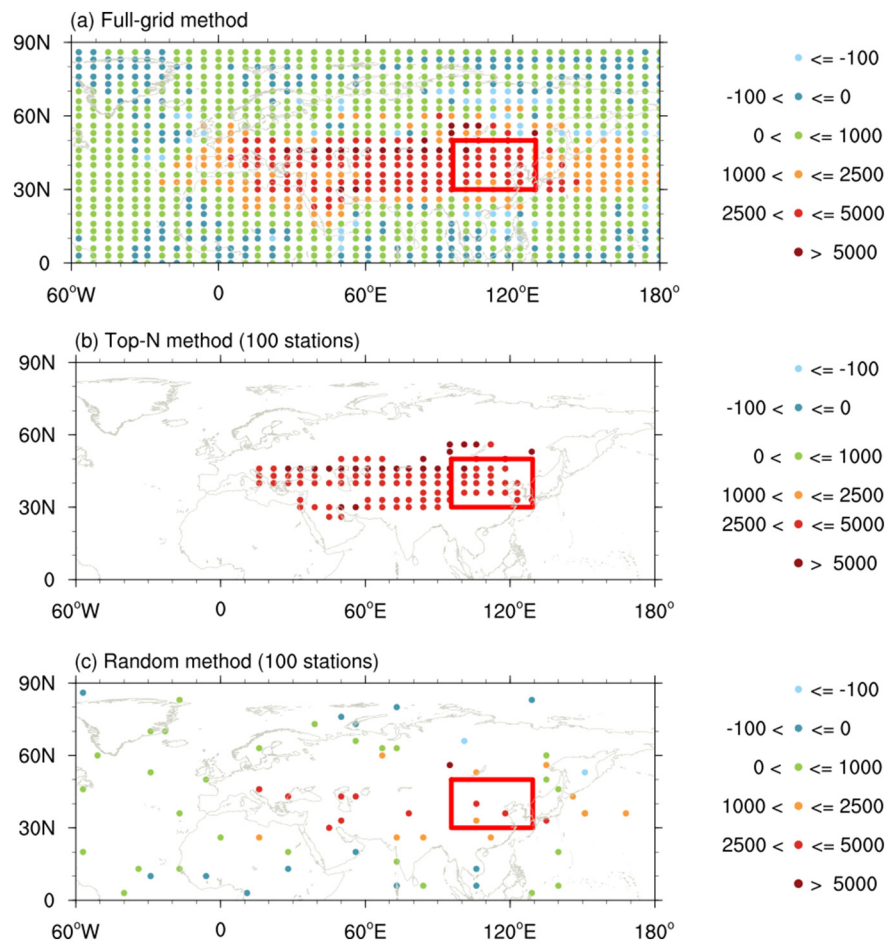 (a) Full-grid method
90N
60N
30N
0
60°W 0 60°E 120°E 180°
<= -100
-100 < <= 0
0 < <= 1000
1000 < <= 2500
2500 < <= 5000
> 5000
(b) Top-N method (100 stations)
90N
60N
30N
0
60°W 0 60°E 120°E 180°
<= -100
-100 < <= 0
0 < <= 1000
1000 < <= 2500
2500 < <= 5000
> 5000
(c) Random method (100 stations)
90N
60N
30N
0
60°W 0 60°E 120°E 180°
<= -100
-100 < <= 0
0 < <= 1000
1000 < <= 2500
2500 < <= 5000
> 5000